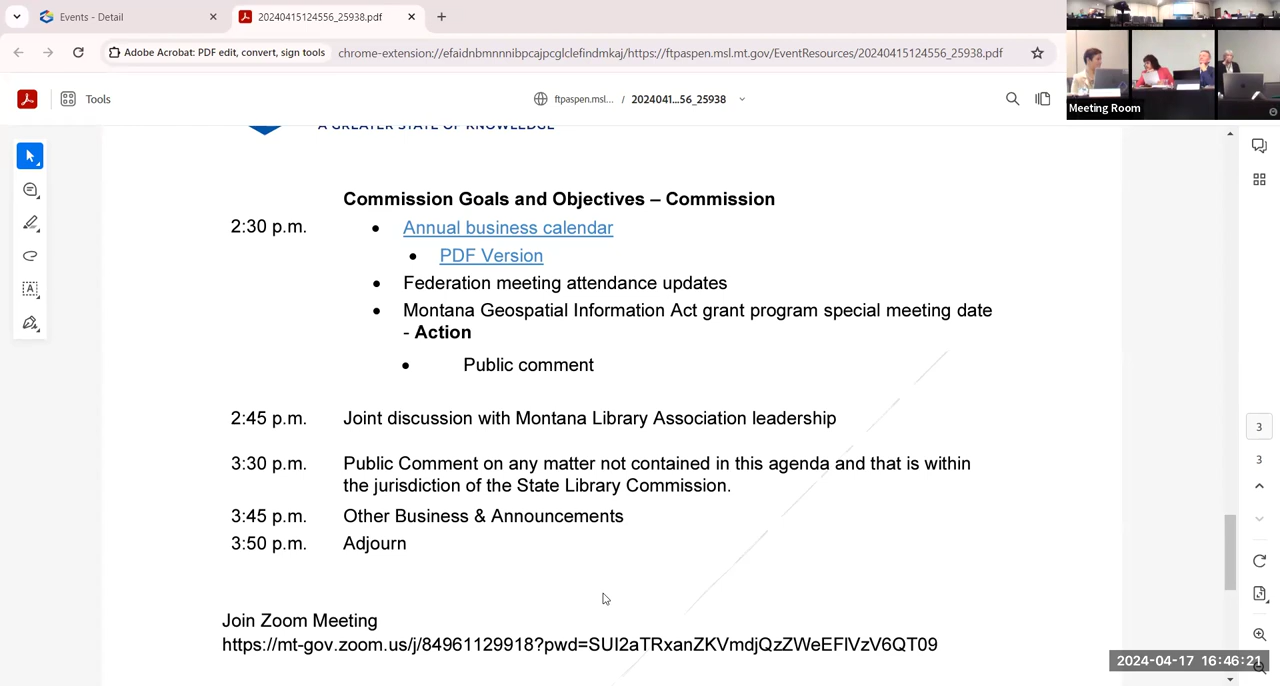 Events - Detail
20240415124556_25938.pdf
Adobe Acrobat: PDF edit, convert, sign tools
chrome-extension://efaidnbmnnnibpcajpcglclefindmkaj/https://ftpaspen.msl.mt.gov/EventResources/20240415124556_25938.pdf
Tools
ftpaspen.msl... / 2024041...56_25938
Meeting Room
A GREATER STATE OF KNOWLEDGE
Commission Goals and Objectives – Commission
2:30 p.m.
Annual business calendar
PDF Version
Federation meeting attendance updates
Montana Geospatial Information Act grant program special meeting date
- Action
Public comment
2:45 p.m. Joint discussion with Montana Library Association leadership
3:30 p.m. Public Comment on any matter not contained in this agenda and that is within
the jurisdiction of the State Library Commission.
3:45 p.m. Other Business & Announcements
3:50 p.m. Adjourn
Join Zoom Meeting
https://mt-gov.zoom.us/j/84961129918?pwd=SUl2aTRxanZKVmdjQzZWeEFlVzV6QT09
3
3
2024-04-17 16:46:21